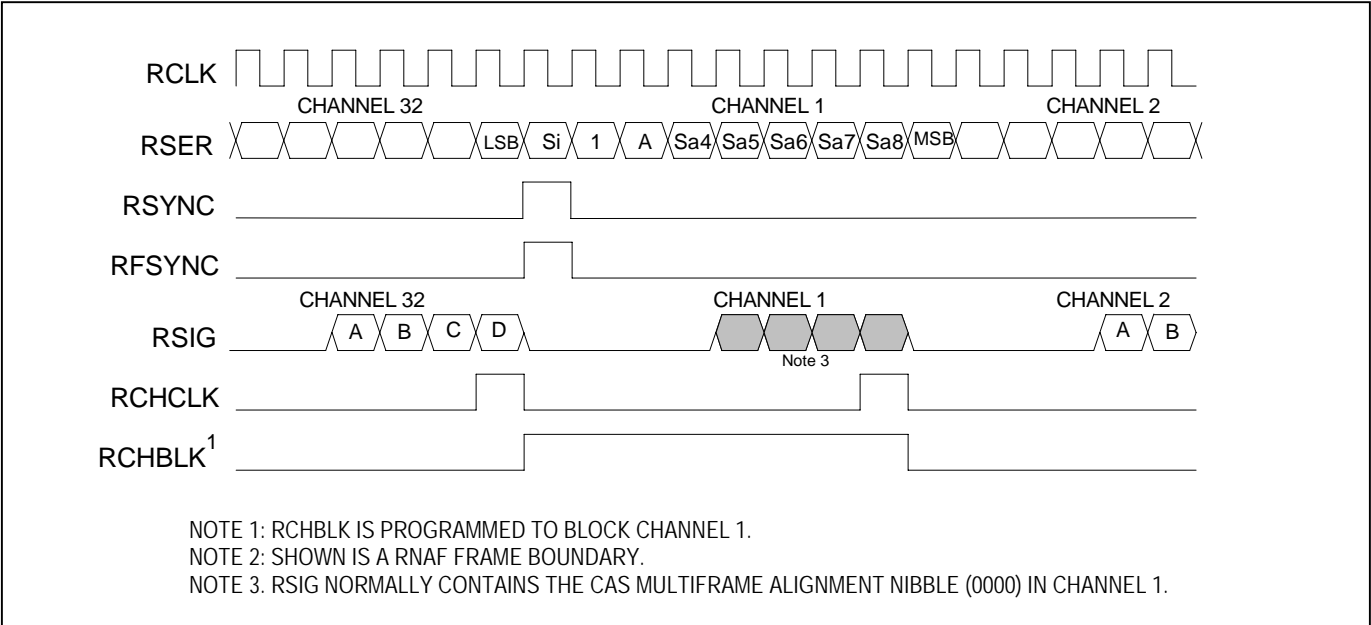 RCLK
CHANNEL 32 CHANNEL 1 CHANNEL 2
RSER LSB Si 1 A Sa4 Sa5 Sa6 Sa7 Sa8 MSB
RSYNC
RFSYNC
CHANNEL 32 CHANNEL 1 CHANNEL 2
RSIG A B C D A B
Note 3
RCHCLK
RCHBLK1
NOTE 1: RCHBLK IS PROGRAMMED TO BLOCK CHANNEL 1.
NOTE 2: SHOWN IS A RNAF FRAME BOUNDARY.
NOTE 3. RSIG NORMALLY CONTAINS THE CAS MULTIFRAME ALIGNMENT NIBBLE (0000) IN CHANNEL 1.